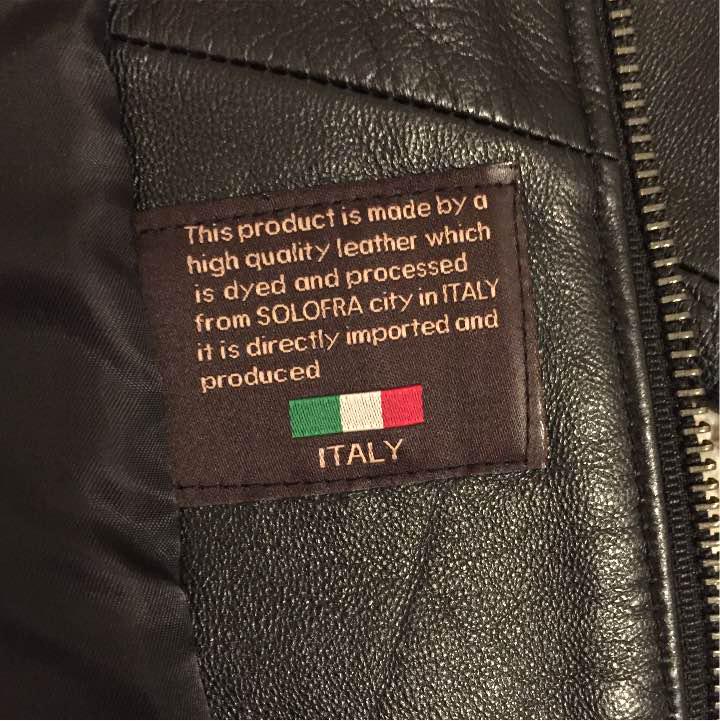 This product is made by a
high quality leather which
is dyed and processed
from SOLOFRA city in ITALY
it is directly imported and
produced
ITALY